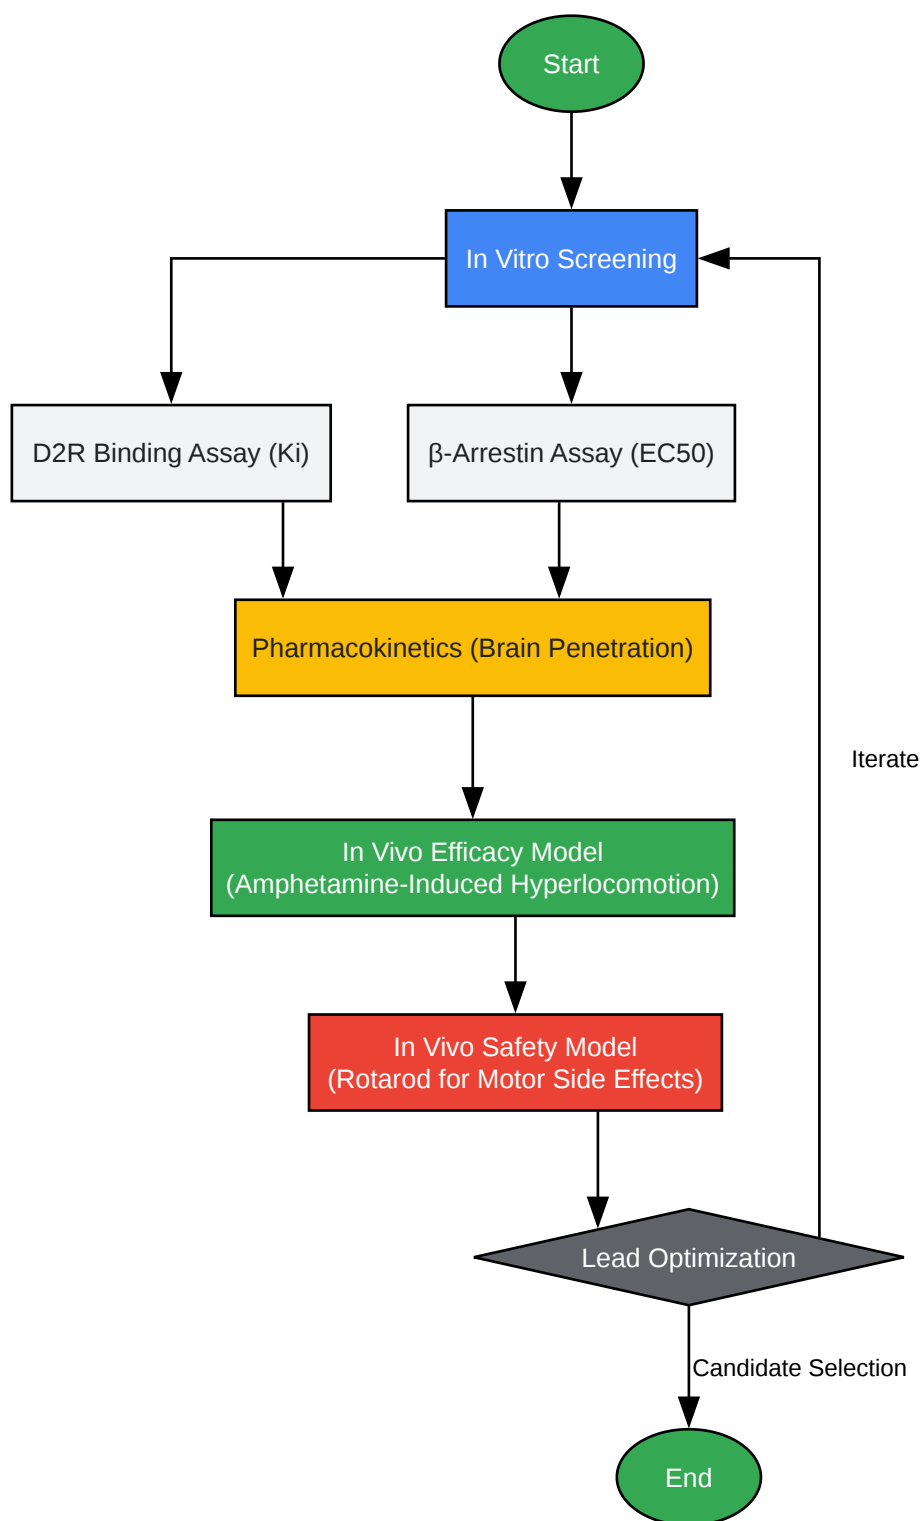 Start
In Vitro Screening
D2R Binding Assay (Ki)
β-Arrestin Assay (EC50)
Pharmacokinetics (Brain Penetration)
Iterate
In Vivo Efficacy Model
(Amphetamine-Induced Hyperlocomotion)
In Vivo Safety Model
(Rotarod for Motor Side Effects)
Lead Optimization
Candidate Selection
End